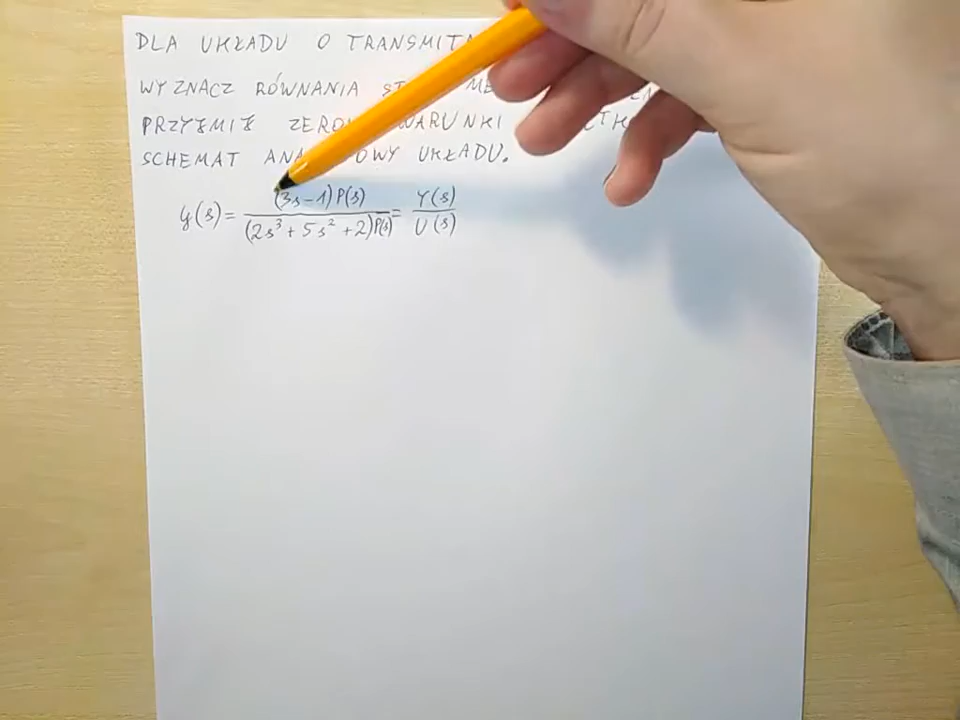 DLA UKŁADU O TRANSMITA
WYZNACZ RÓWNANIA
PRZYJMIJ ZERO WARUNKI
SCHEMAT ANA OWY UKŁADU.
G(s) = (3s-1)P(s) / (2s³ + 5s² + 2)P(s) = Y(s) / U(s)